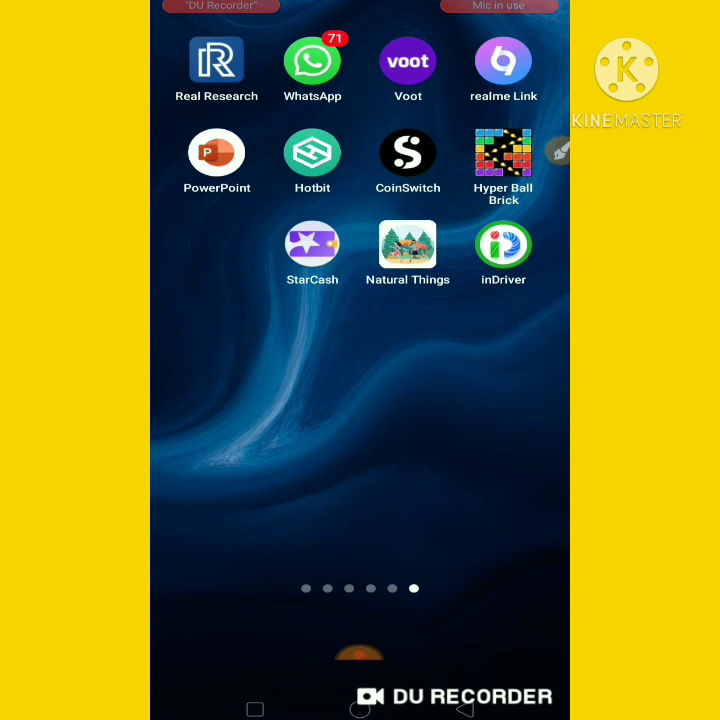 "DU Recorder" Mic in use
71
voot
Real Research WhatsApp Voot realme Link
K
KINEMASTER
P
S
PowerPoint Hotbit CoinSwitch Hyper Ball
Brick
iD
StarCash Natural Things inDriver
DU RECORDER